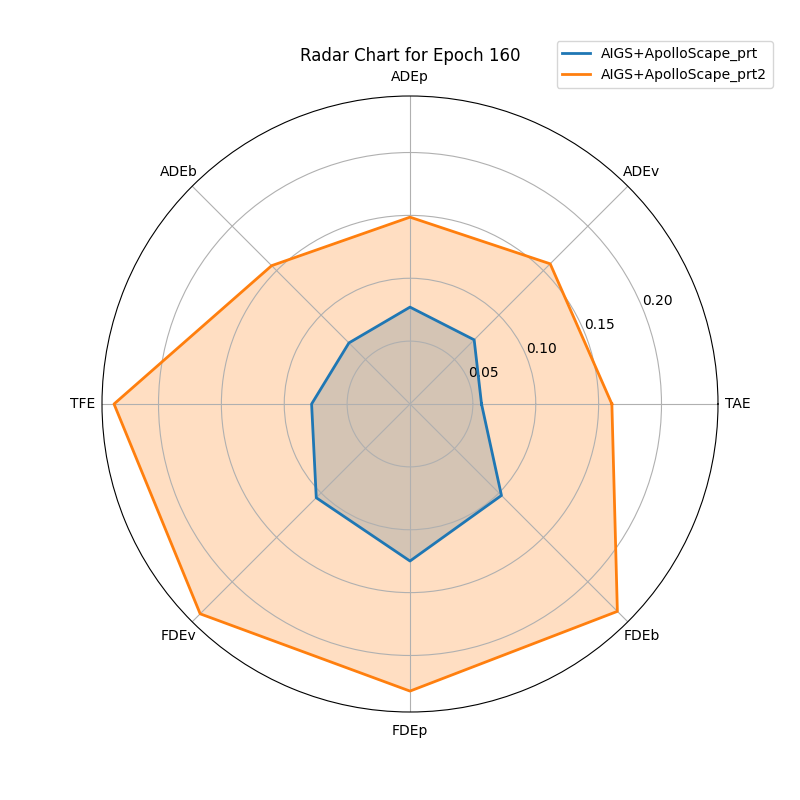 Radar Chart for Epoch 160
AIGS+ApolloScape_prt
AIGS+ApolloScape_prt2
ADEp
ADEb
ADEv
0.20
0.15
0.10
0.05
TFE
TAE
FDEv
FDEb
FDEp